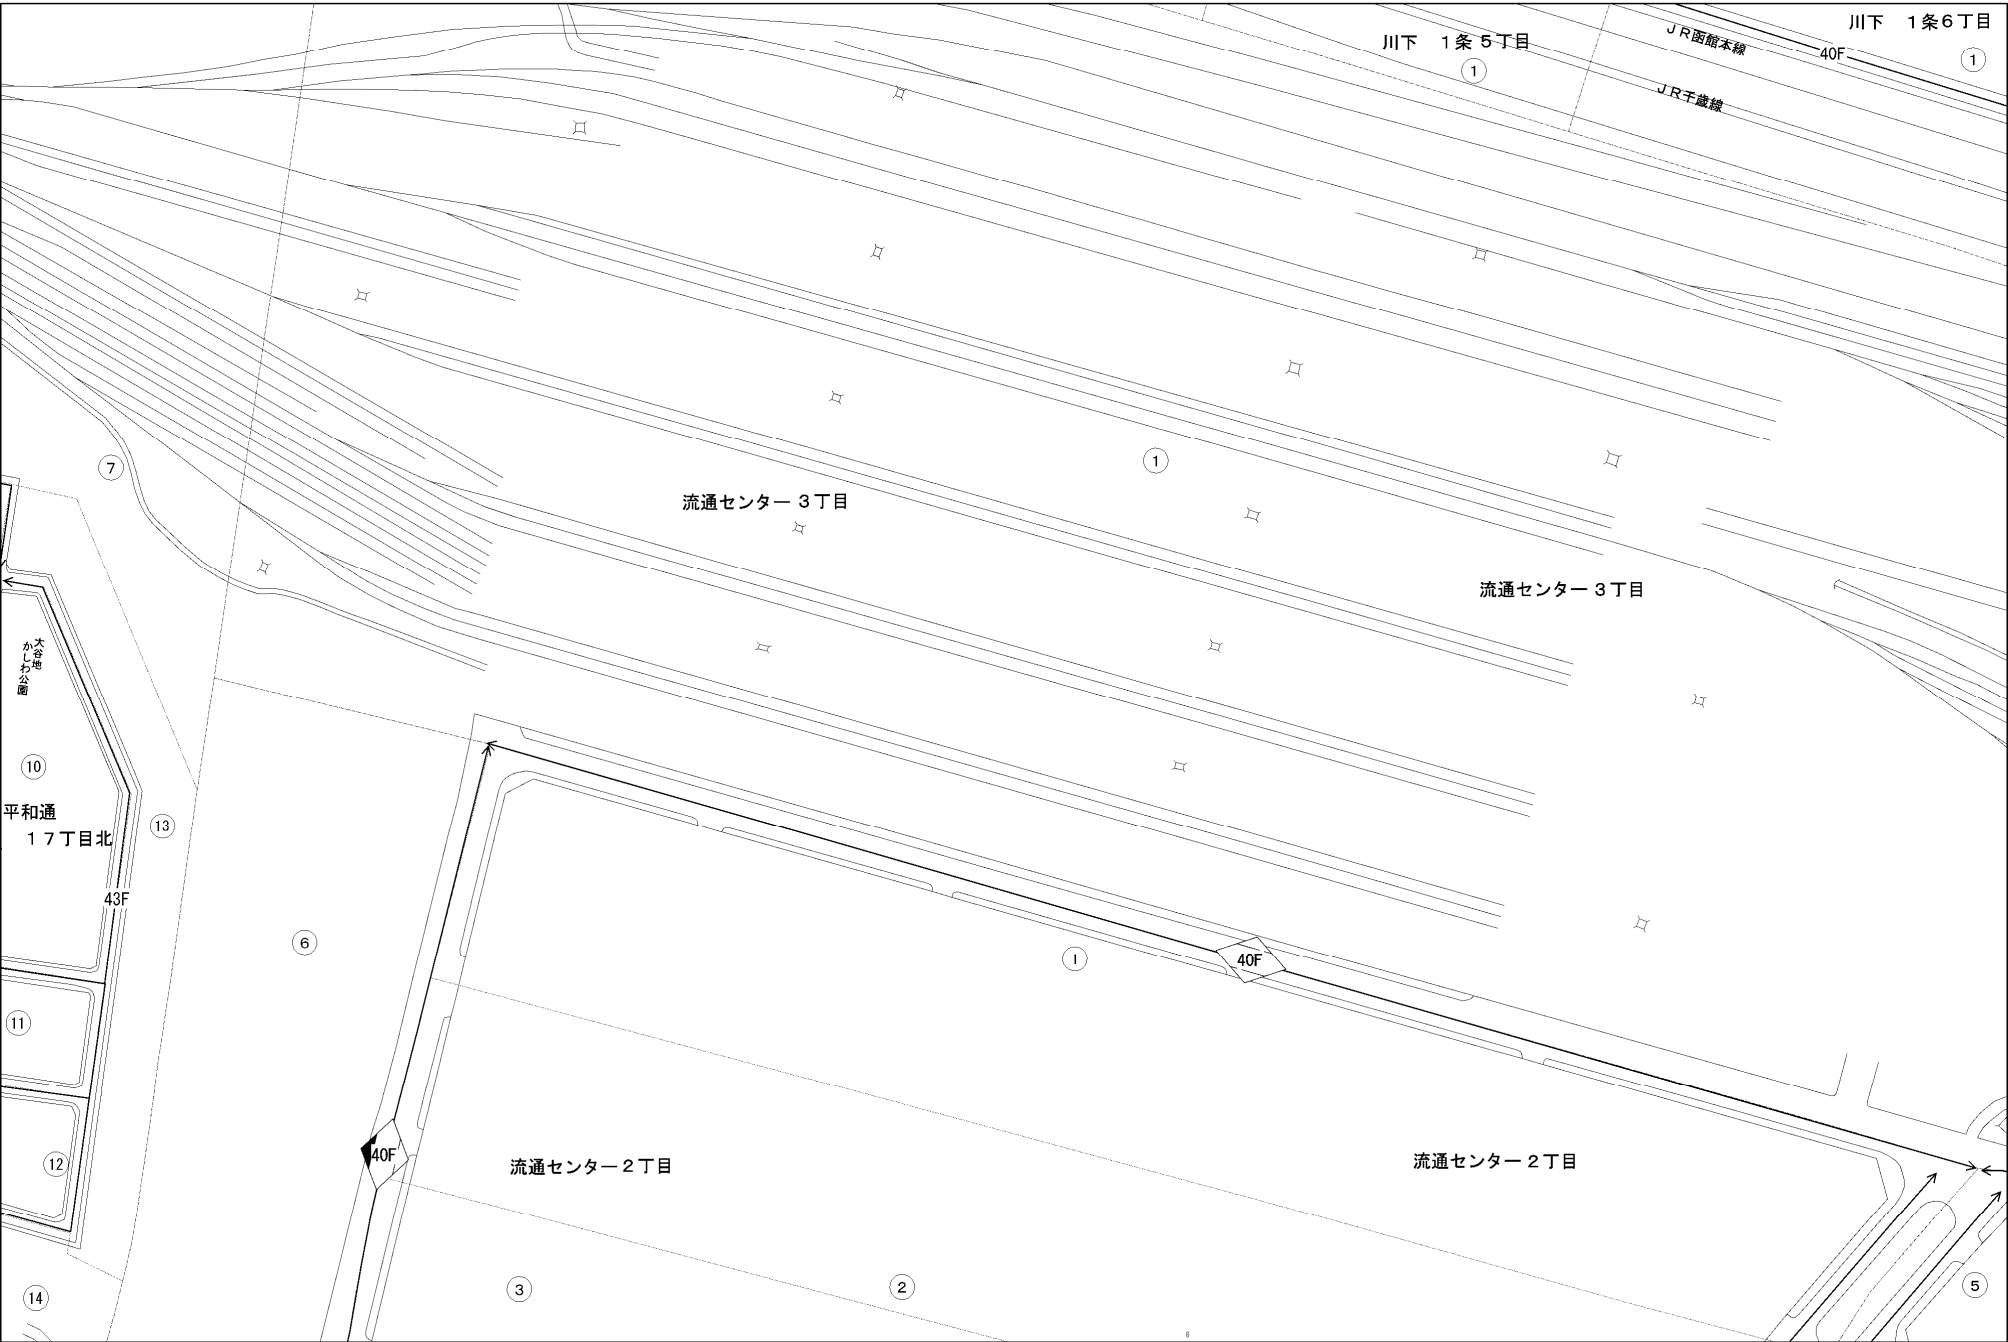 川下　1条６丁目
川下　1条５丁目
ＪＲ函館本線
40F
1
1
ＪＲ千歳線
1
7
流通センター３丁目
流通センター３丁目
大谷地
かしわ公園
10
平和通
１７丁目北
13
43F
6
1
40F
11
40F
12
流通センター２丁目
流通センター２丁目
3
2
5
14
6